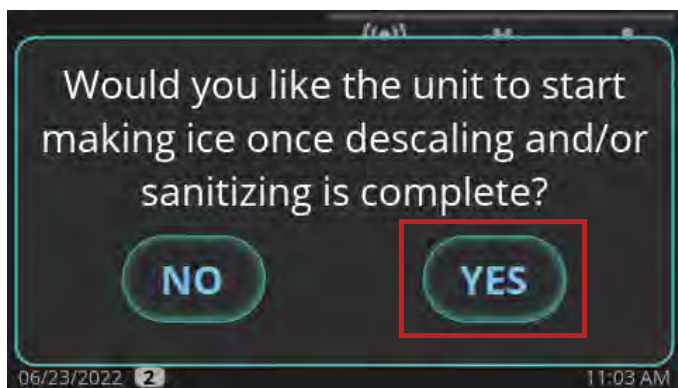 Would you like the unit to start
making ice once descaling and/or
sanitizing is complete?
NO YES
06/23/2022 2 11:03 AM